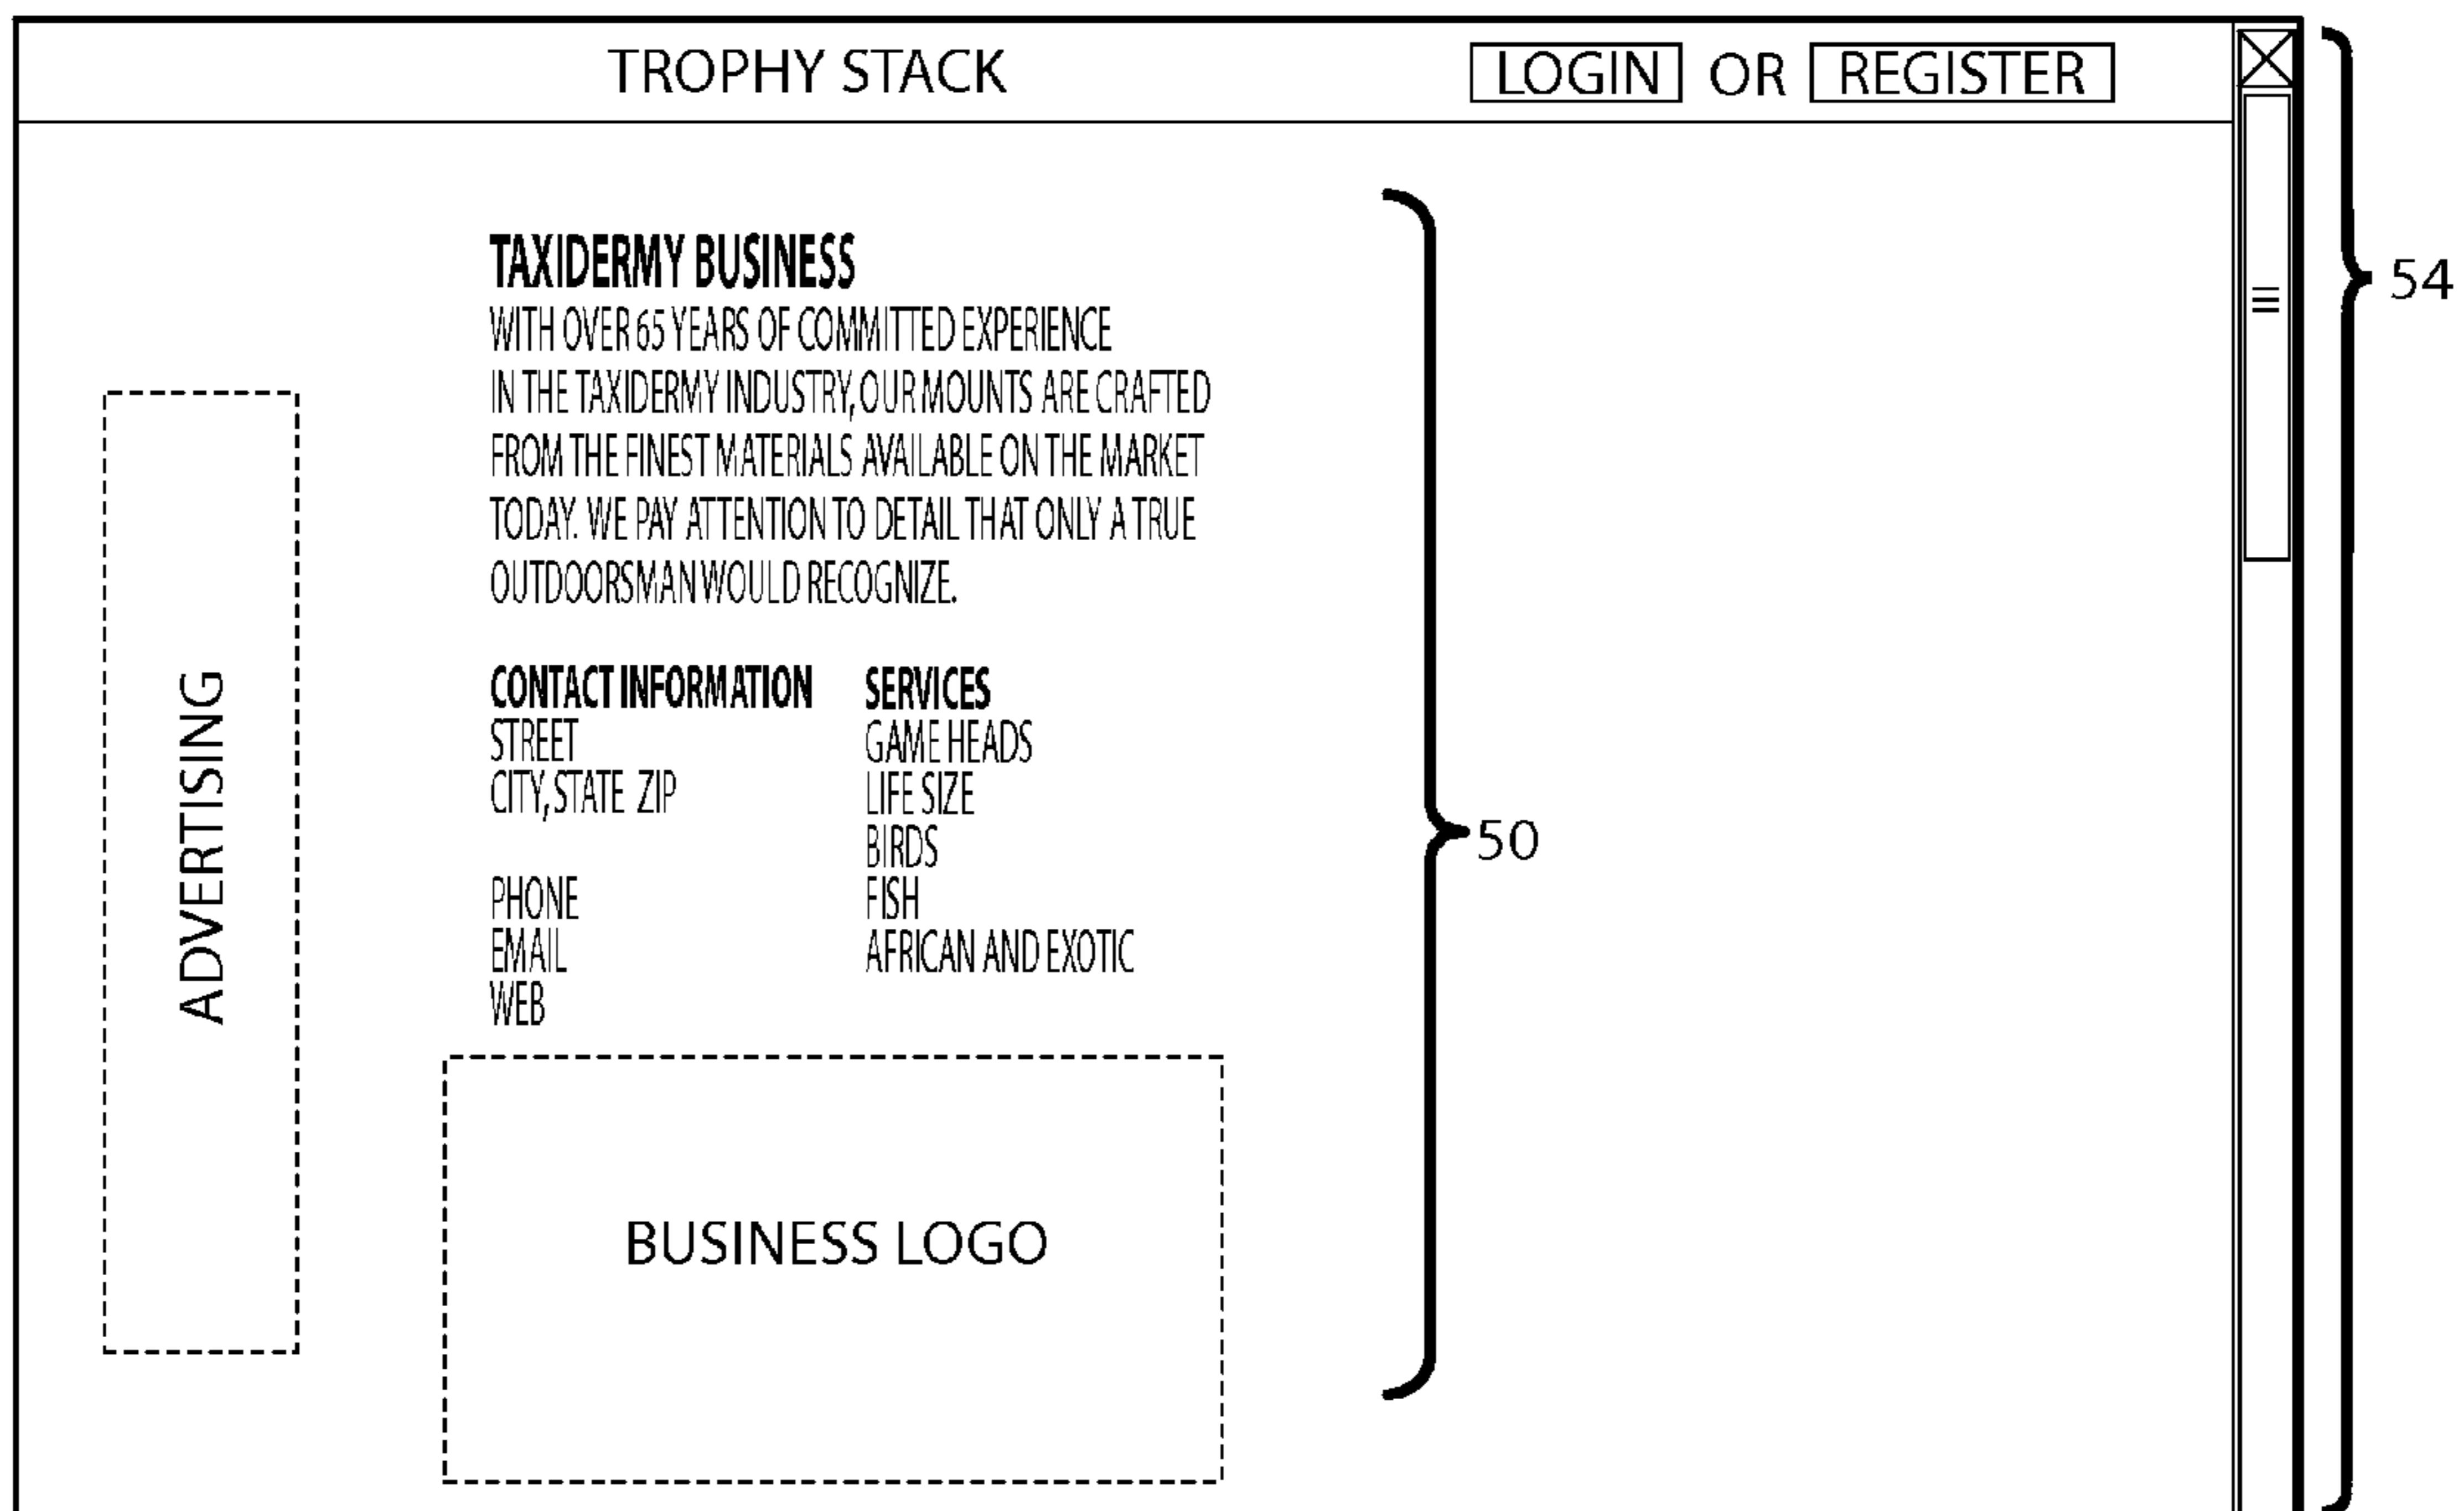 TROPHY STACK
LOGIN OR REGISTER
54
TAXIDERMY BUSINESS
WITH OVER 65 YEARS OF COMMITTED EXPERIENCE
IN THE TAXIDERMY INDUSTRY, OUR MOUNTS ARE CRAFTED
FROM THE FINEST MATERIALS AVAILABLE ON THE MARKET
TODAY. WE PAY ATTENTION TO DETAIL THAT ONLY A TRUE
OUTDOORSMAN WOULD RECOGNIZE.
ADVERTISING
CONTACT INFORMATION
STREET
CITY, STATE ZIP
PHONE
EMAIL
WEB
SERVICES
GAME HEADS
LIFE SIZE
BIRDS
FISH
AFRICAN AND EXOTIC
50
BUSINESS LOGO